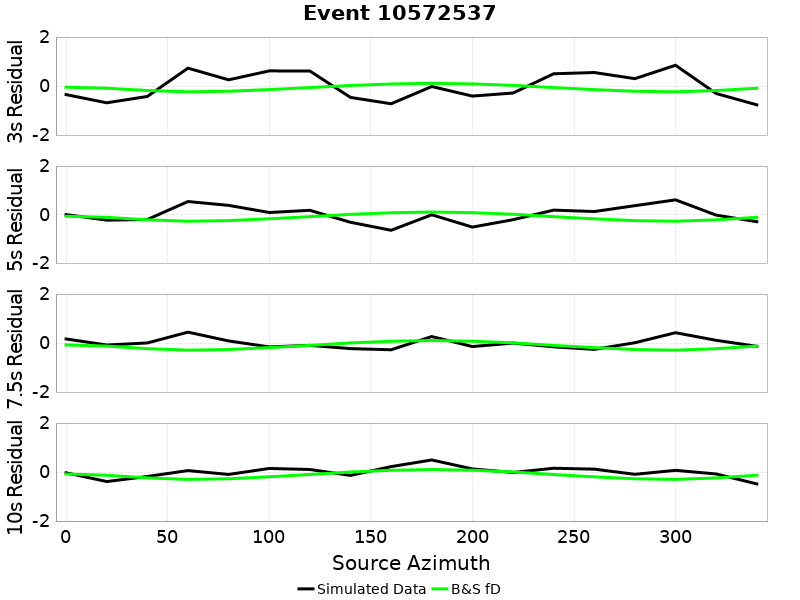 Event 10572537
3s Residual
2
0
-2
5s Residual
2
0
-2
7.5s Residual
2
0
-2
10s Residual
2
0
-2
0 50 100 150 200 250 300
Source Azimuth
Simulated Data B&S fD